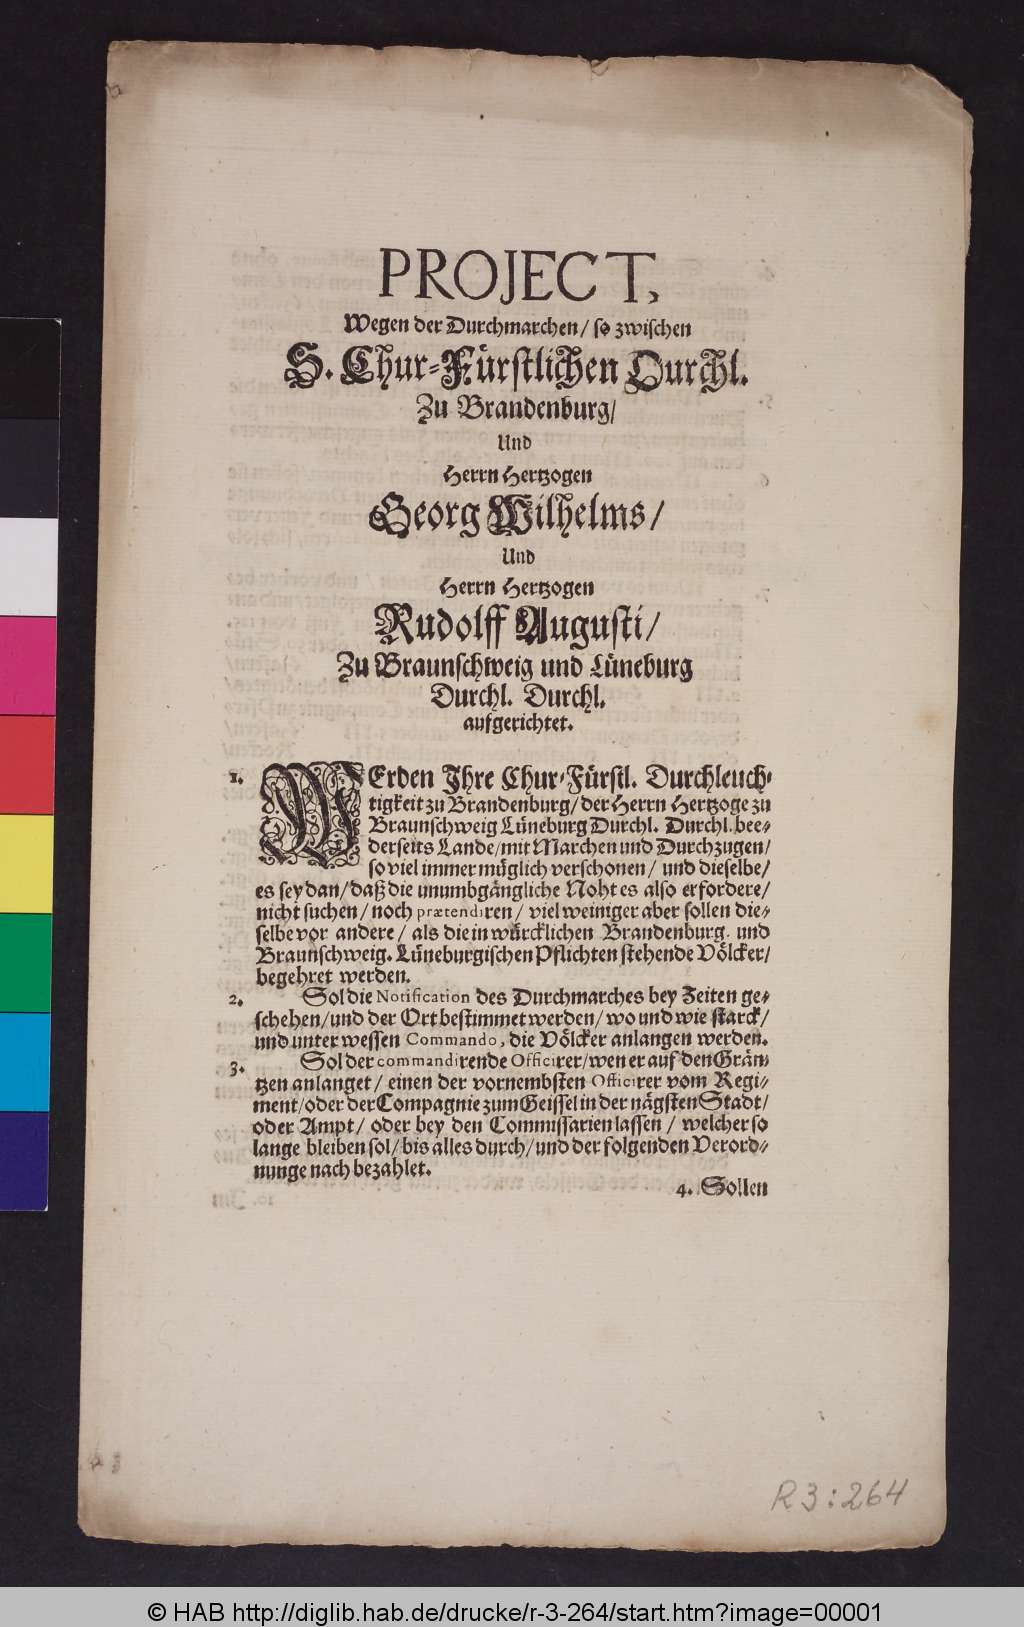 PROJECT,
Wegen der Durchmarchen/ so zwischen
S. Chur-Fürstlichen Durchl.
Zu Brandenburg/
Und
Herrn Hertzogen
Georg Wilhelms/
Und
Herrn Hertzogen
Rudolff Augusti/
Zu Braunschweig und Lüneburg
Durchl. Durchl.
aufgerichtet.
1. WErden Ihre Chur-Fürstl. Durchleuch-
tigkeit zu Brandenburg/ der Herrn Hertzoge zu
Braunschweig Lüneburg Durchl. Durchl. bee-
derseits Lande/ mit Marchen und Durchzugen/
so viel immer müglich verschonen/ und dieselbe/
es sey dan/ daß die unumbgängliche Noht es also erfordere/
nicht suchen/ noch prætendiren/ viel weiniger aber sollen die-
selbe vor andere/ als die in würcklichen Brandenburg. und
Braunschweig. Lüneburgischen Pflichten stehende Völcker/
begehret werden.
2. Sol die Notification des Durchmarches bey Zeiten ge-
schehen/ und der Ort bestimmet werden/ wo und wie starck/
und unter wessen Commando, die Völcker anlangen werden.
3. Sol der commandirende Officirer/ wen er auf den Grän-
tzen anlanget/ einen der vornembsten Officirer vom Regi-
ment/ oder der Compagnie zum Geissel in der nägsten Stadt/
oder Ampt/ oder bey den Commissarien lassen/ welcher so
lange bleiben sol/ bis alles durch/ und der folgenden Verord-
nunge nach bezahlet.
4. Sollen
R3:264
© HAB http://diglib.hab.de/drucke/r-3-264/start.htm?image=00001